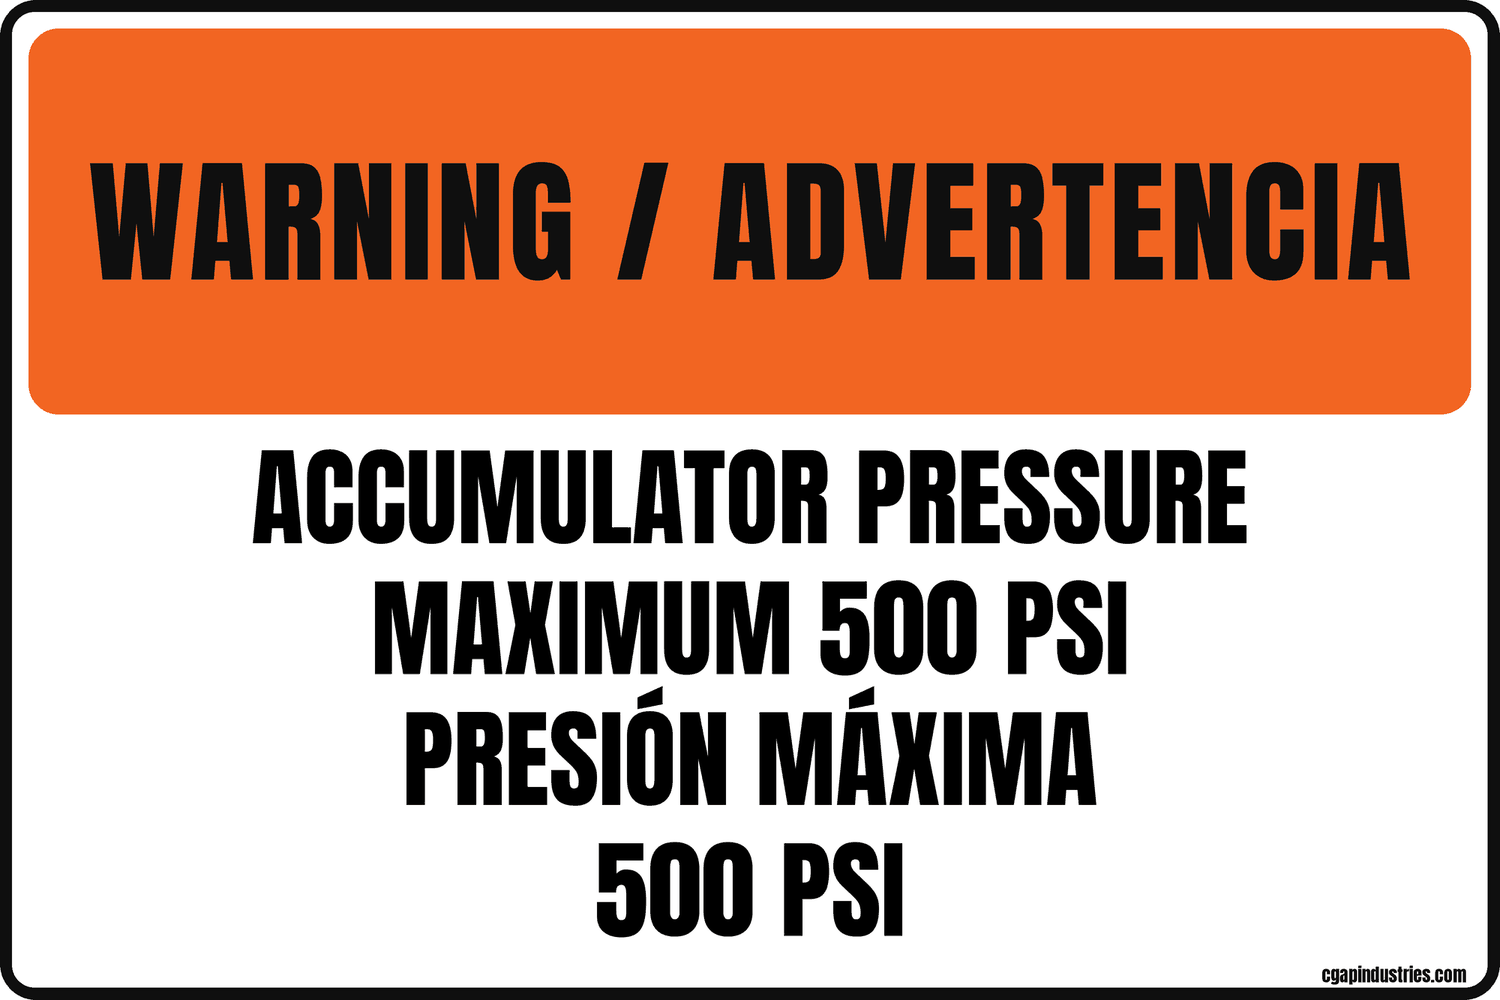 WARNING / ADVERTENCIA
ACCUMULATOR PRESSURE
MAXIMUM 500 PSI
PRESIÓN MÁXIMA
500 PSI
cgapindustries.com